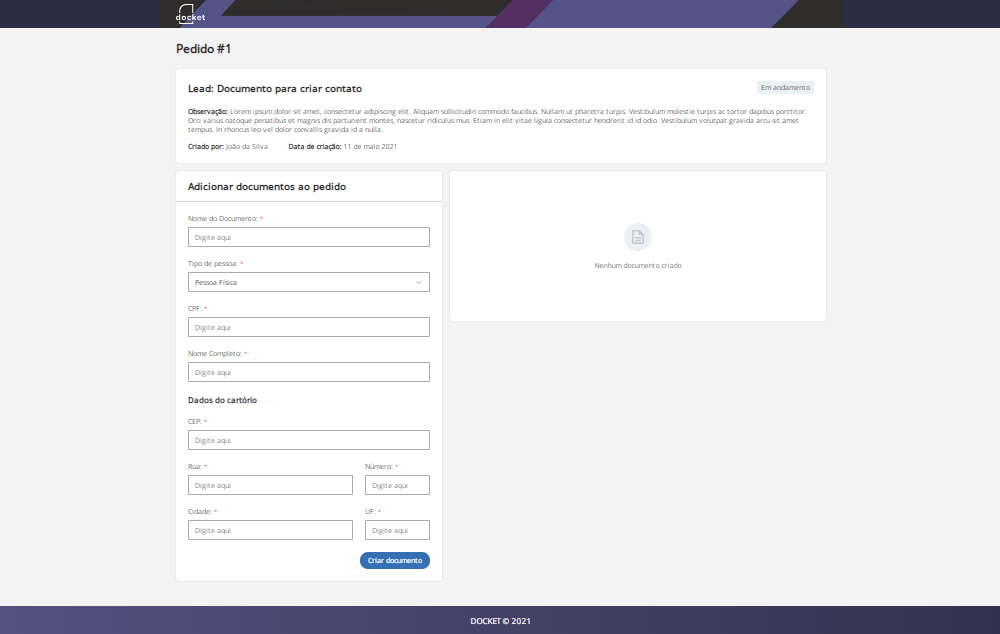 docket
Pedido #1
Lead: Documento para criar contato
Em andamento
Observação: Lorem ipsum dolor sit amet, consectetur adipiscing elit. Aliquam sollicitudin commodo faucibus. Nullam ut pharetra turpis. Vestibulum molestie turpis ac tortor dapibus porttitor.
Orci varius natoque penatibus et magnis dis parturient montes, nascetur ridiculus mus. Etiam in elit vitae ligula consectetur hendrerit id id odio. Vestibulum volutpat gravida arcu sit amet
tempus. In rhoncus leo vel dolor convallis gravida id a nulla.
Criado por: João da Silva Data de criação: 11 de maio 2021
Adicionar documentos ao pedido
Nome do Documento: *
Digite aqui
Tipo de pessoa: *
Pessoa Física
CPF: *
Digite aqui
Nome Completo: *
Digite aqui
Dados do cartório
CEP: *
Digite aqui
Rua: * Número: *
Digite aqui Digite aqui
Cidade: * UF: *
Digite aqui Digite aqui
Criar documento
Nenhum documento criado
DOCKET © 2021